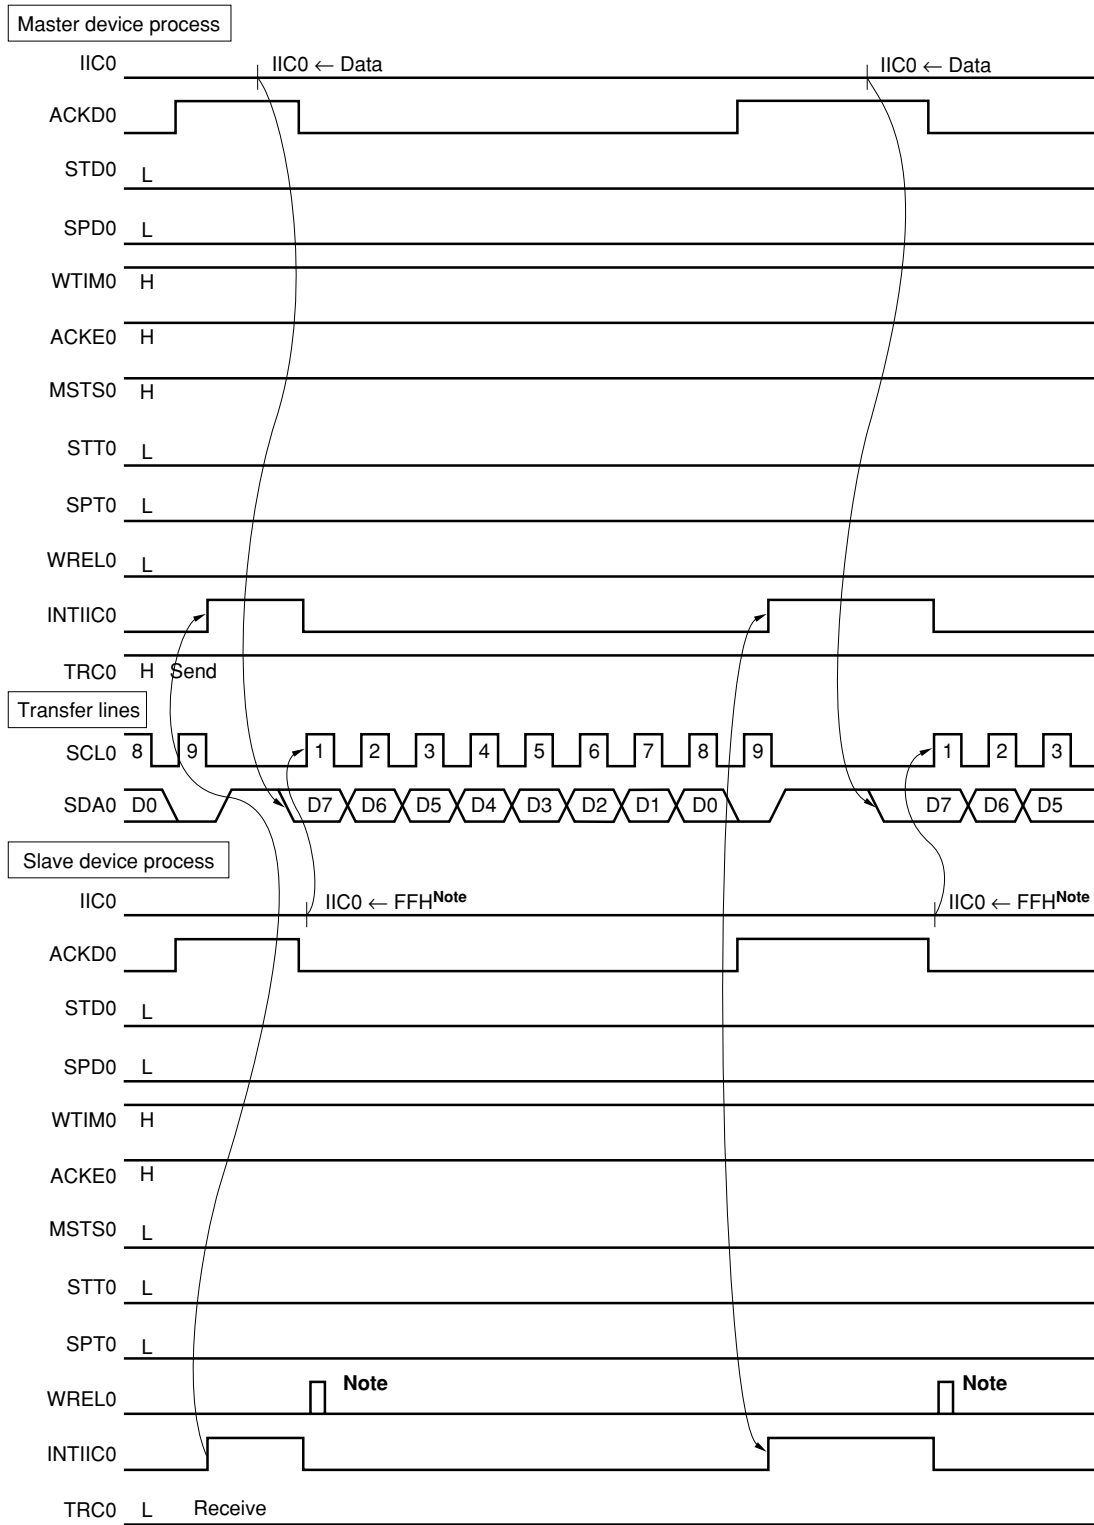 Master device process
IIC0 IIC0 ← Data IIC0 ← Data
ACKD0
STD0 L
SPD0 L
WTIM0 H
ACKE0 H
MSTS0 H
STT0 L
SPT0 L
WREL0 L
INTIIC0
TRC0 H Send
Transfer lines
SCL0 8 9 1 2 3 4 5 6 7 8 9 1 2 3
SDA0 D0 D7 D6 D5 D4 D3 D2 D1 D0 D7 D6 D5
Slave device process
IIC0 IIC0 ← FFHNote IIC0 ← FFHNote
ACKD0
STD0 L
SPD0 L
WTIM0 H
ACKE0 H
MSTS0 L
STT0 L
SPT0 L
WREL0 Note Note
INTIIC0
TRC0 L Receive